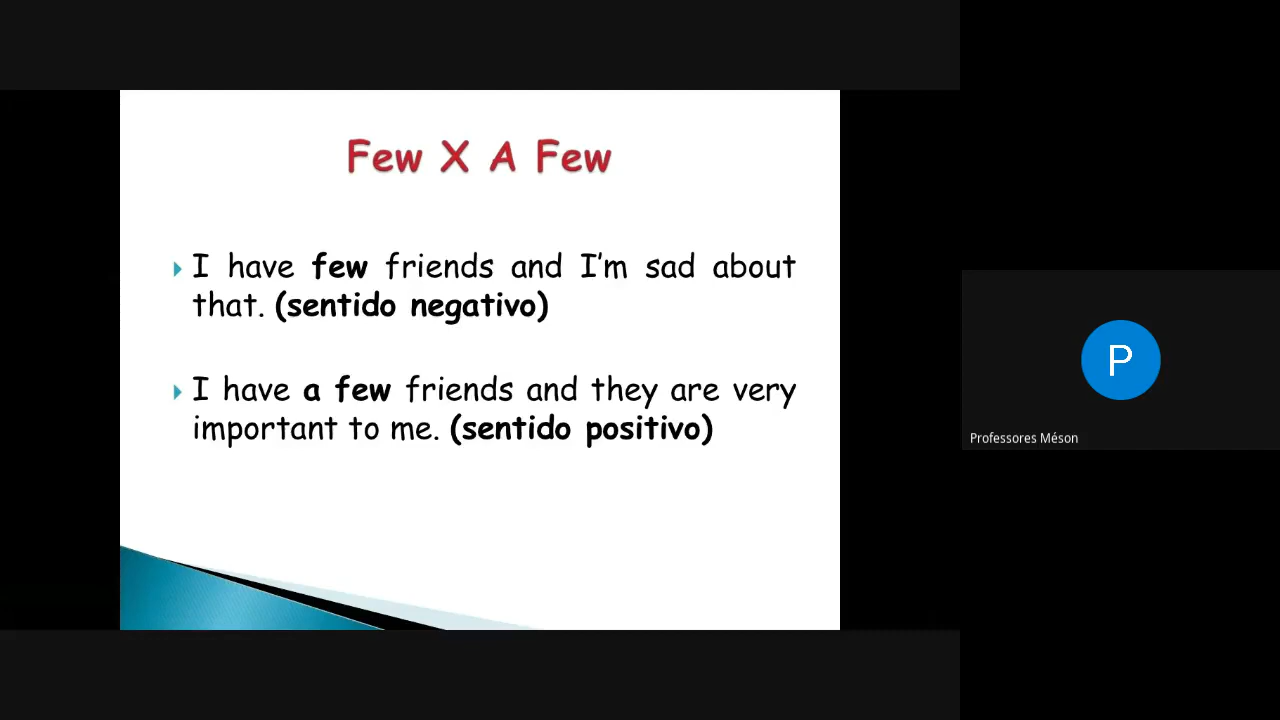 Few X A Few
I have few friends and I'm sad about
that. (sentido negativo)
I have a few friends and they are very
important to me. (sentido positivo)
P
Professores Méson